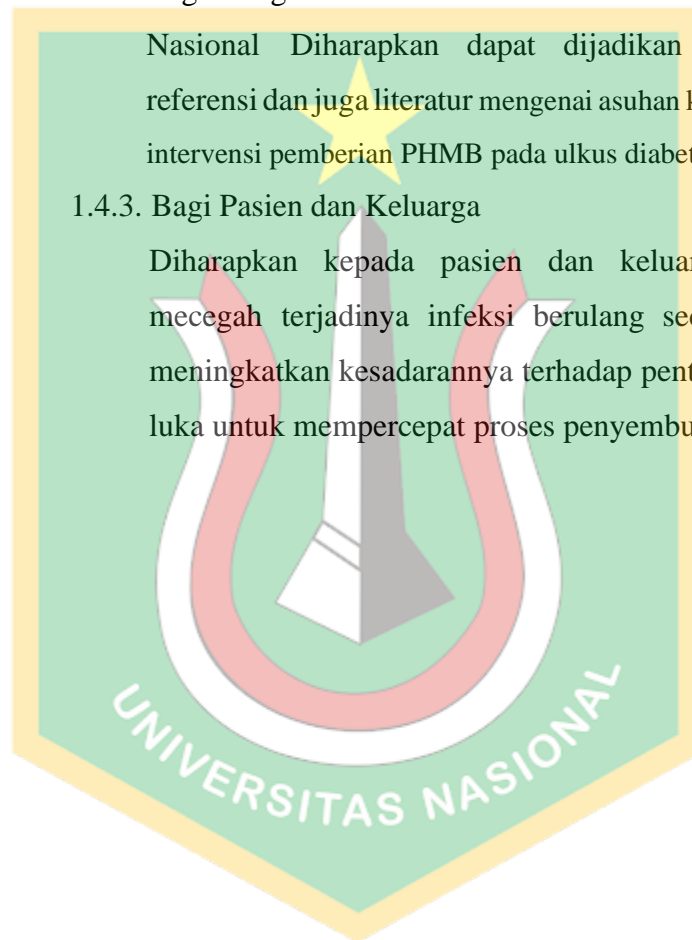 Nasional Diharapkan dapat dijadikan
referensi dan juga literatur mengenai asuhan
intervensi pemberian PHMB pada ulkus
1.4.3. Bagi Pasien dan Keluarga
Diharapkan kepada pasien dan
mecegah terjadinya infeksi berulang
meningkatkan kesadarannya terhadap
luka untuk mempercepat proses
UNIVERSITAS NASIONAL